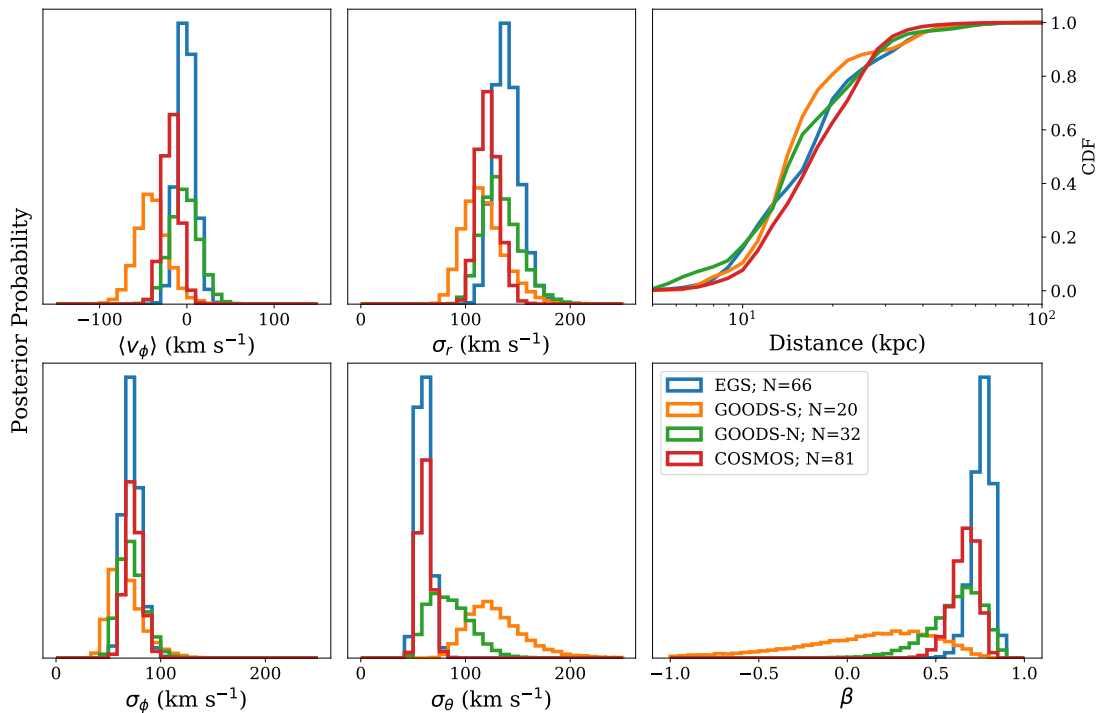 Posterior Probability
−100 0 100
⟨v_ϕ⟩ (km s⁻¹)
0 100 200
σ_r (km s⁻¹)
1.0
0.8
0.6
0.4
0.2
0.0
CDF
10¹ 10²
Distance (kpc)
0 100 200
σ_ϕ (km s⁻¹)
0 100 200
σ_θ (km s⁻¹)
EGS; N=66
GOODS-S; N=20
GOODS-N; N=32
COSMOS; N=81
−1.0 −0.5 0.0 0.5 1.0
β